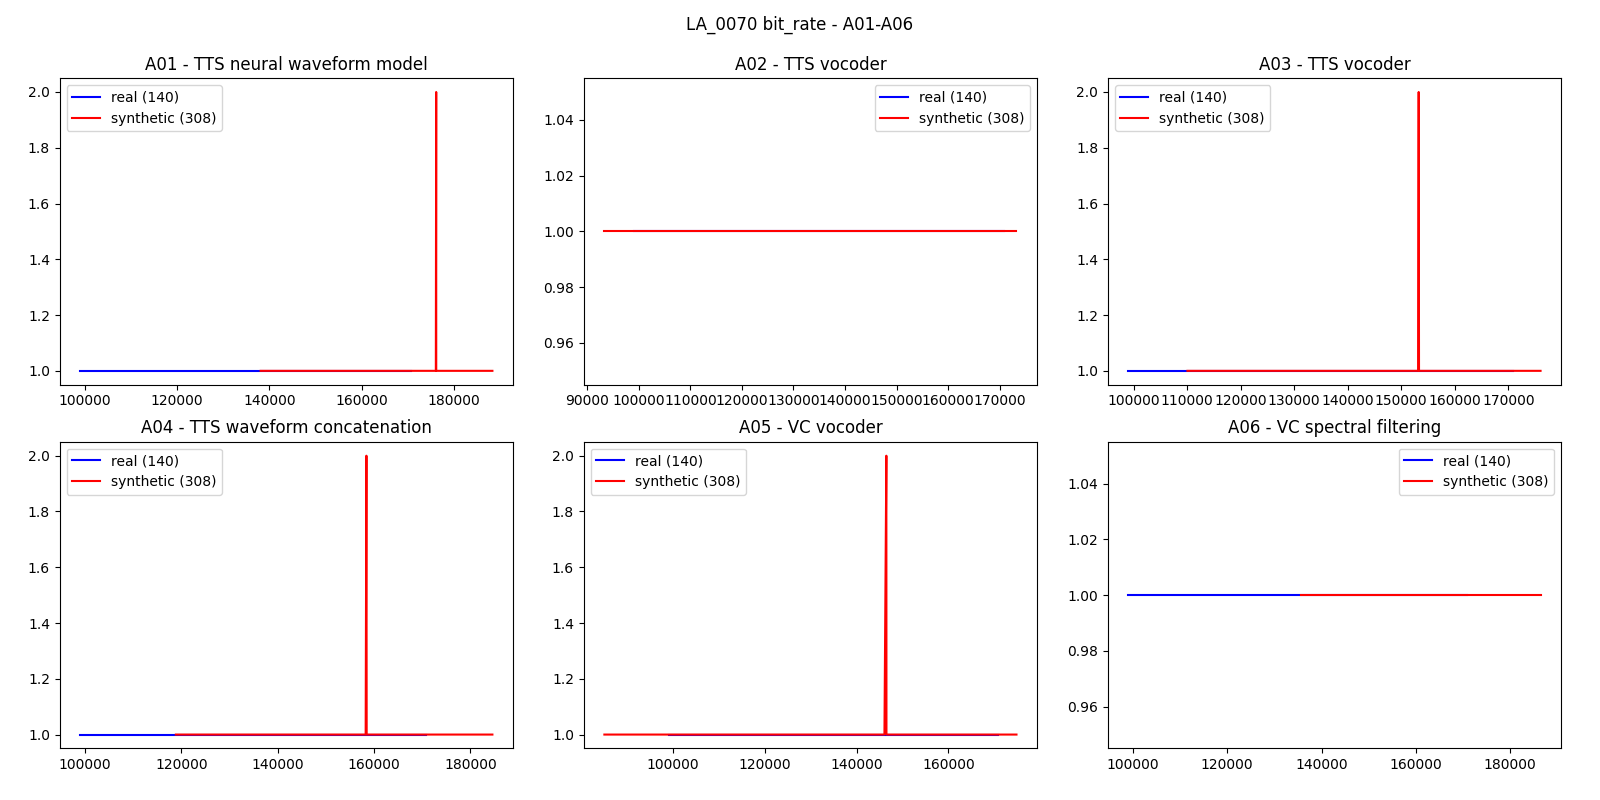 LA_0070 bit_rate - A01-A06
A01 - TTS neural waveform model
real (140)
synthetic (308)
2.0
1.8
1.6
1.4
1.2
1.0
100000 120000 140000 160000 180000
A02 - TTS vocoder
real (140)
synthetic (308)
1.04
1.02
1.00
0.98
0.96
90000 100000 110000 120000 130000 140000 150000 160000 170000
A03 - TTS vocoder
real (140)
synthetic (308)
2.0
1.8
1.6
1.4
1.2
1.0
100000 110000 120000 130000 140000 150000 160000 170000
A04 - TTS waveform concatenation
real (140)
synthetic (308)
2.0
1.8
1.6
1.4
1.2
1.0
100000 120000 140000 160000 180000
A05 - VC vocoder
real (140)
synthetic (308)
2.0
1.8
1.6
1.4
1.2
1.0
100000 120000 140000 160000
A06 - VC spectral filtering
real (140)
synthetic (308)
1.04
1.02
1.00
0.98
0.96
100000 120000 140000 160000 180000